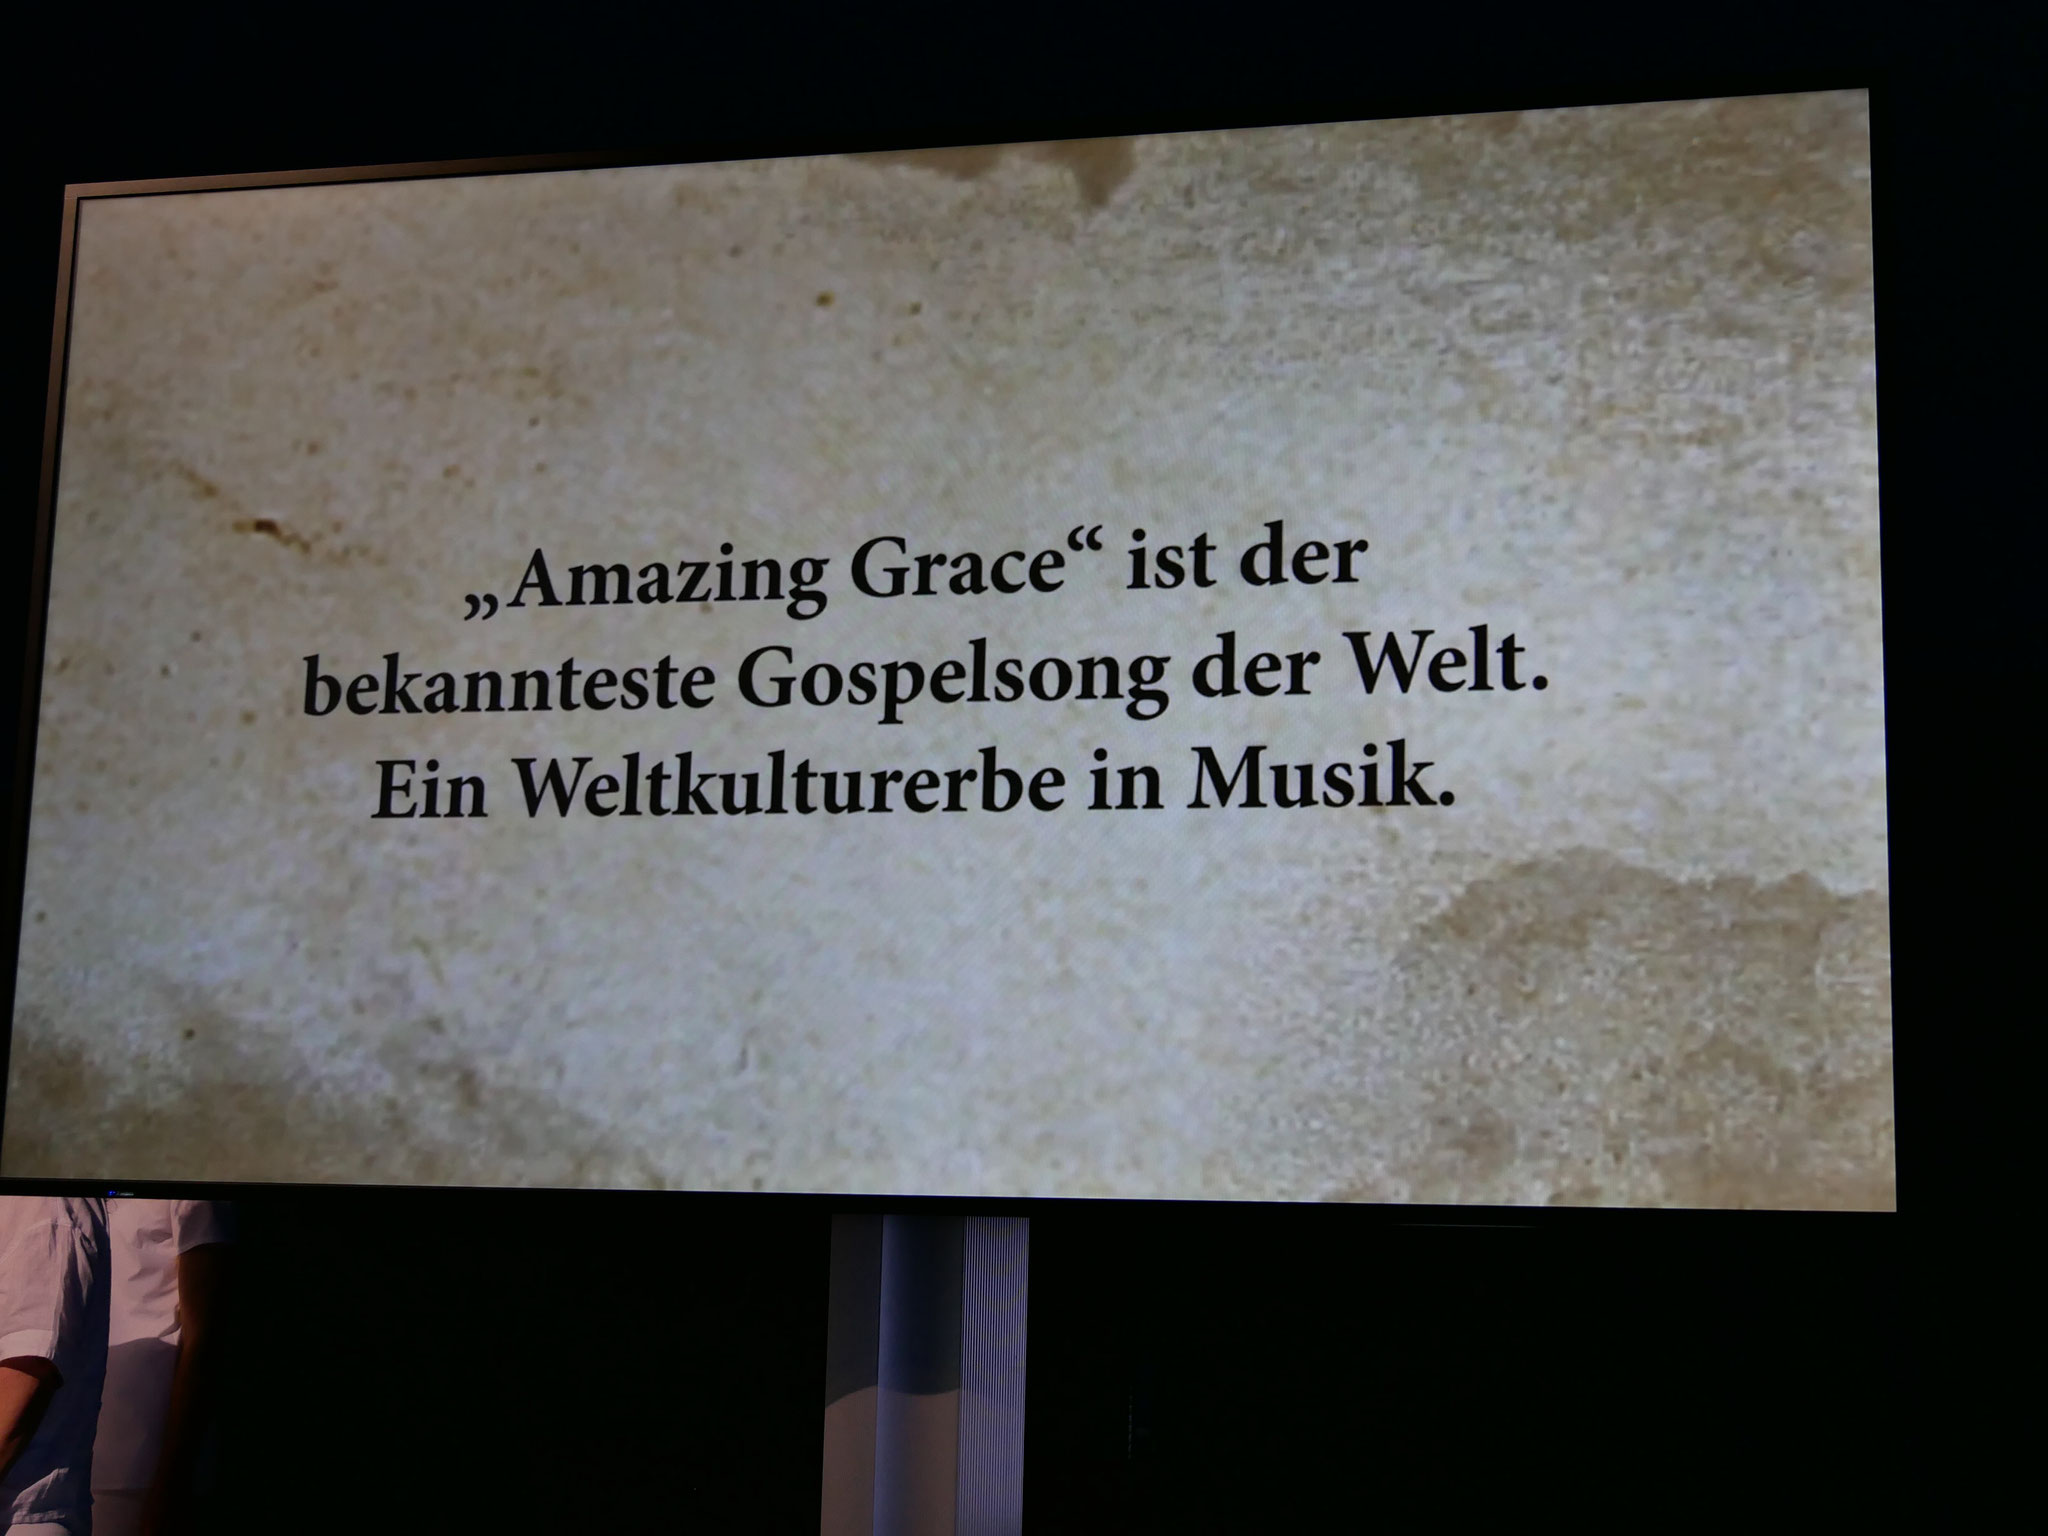 „Amazing Grace“ ist der
bekannteste Gospelsong der Welt.
Ein Weltkulturerbe in Musik.